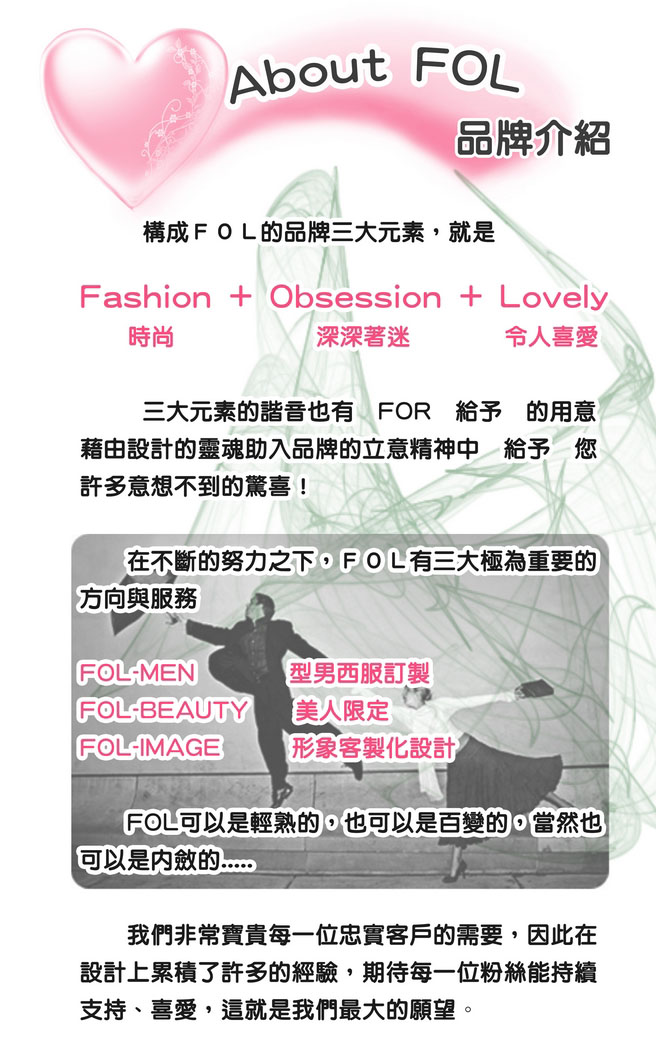 About FOL
品牌介紹
構成ＦＯＬ的品牌三大元素，就是
Fashion + Obsession + Lovely
時尚 深深著迷 令人喜愛
三大元素的諧音也有 FOR 給予 的用意
藉由設計的靈魂助入品牌的立意精神中 給予 您
許多意想不到的驚喜！
在不斷的努力之下，ＦＯＬ有三大極為重要的
方向與服務
FOL-MEN 型男西服訂製
FOL-BEAUTY 美人限定
FOL-IMAGE 形象客製化設計
FOL可以是輕熟的，也可以是百變的，當然也
可以是內斂的.....
我們非常寶貴每一位忠實客戶的需要，因此在
設計上累積了許多的經驗，期待每一位粉絲能持續
支持、喜愛，這就是我們最大的願望。